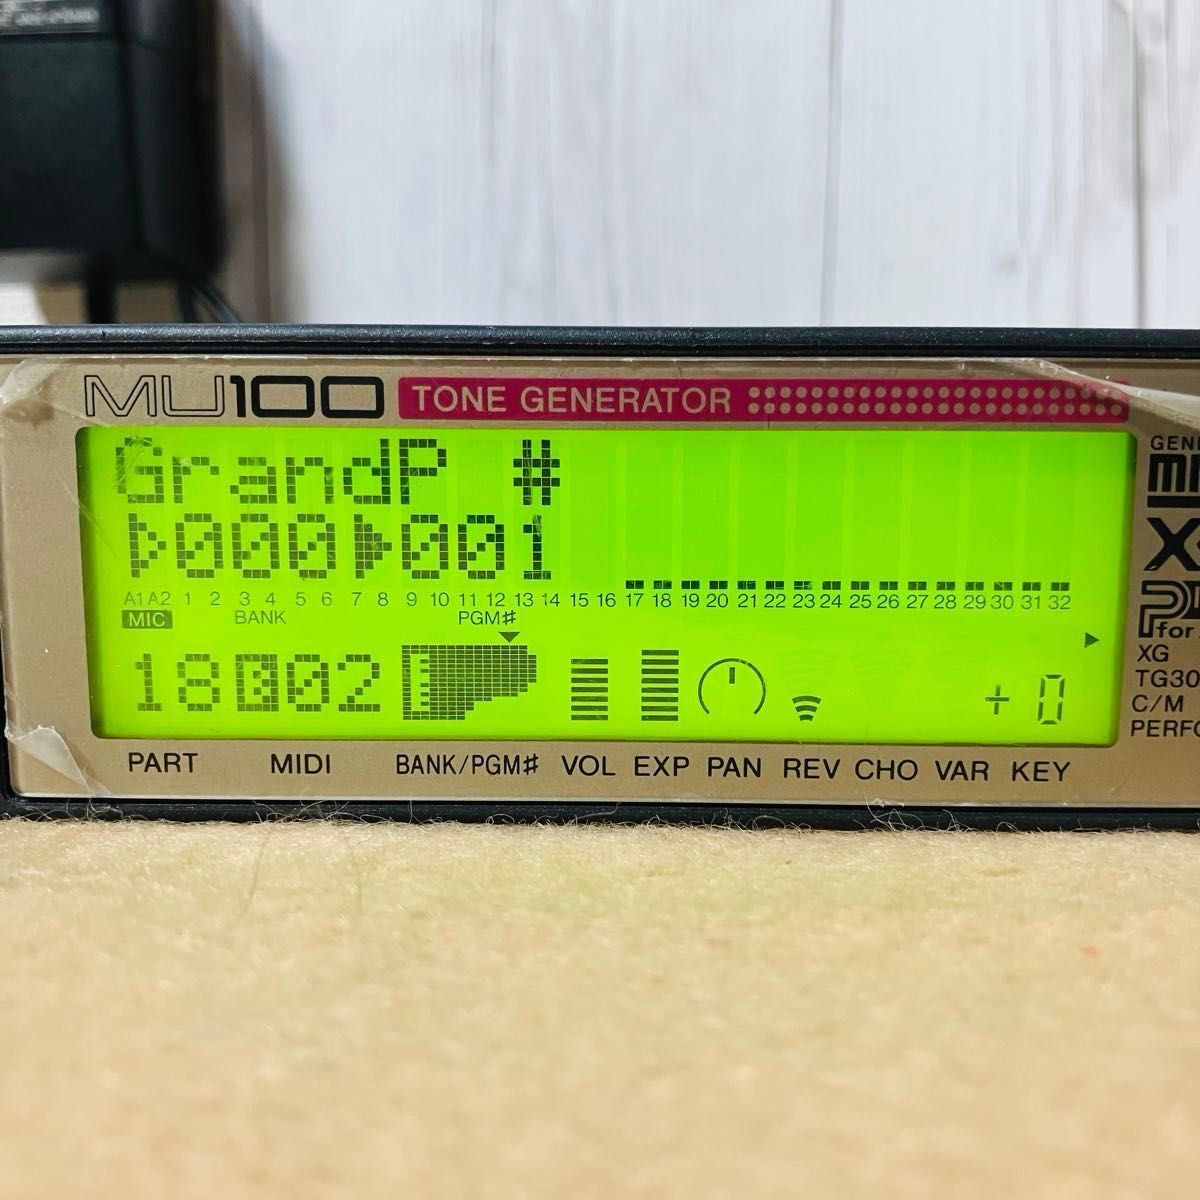 MU100 TONE GENERATOR
GrandP #
▷000▶001
A1 A2 1 2 3 4 5 6 7 8 9 10 11 12 13 14 15 16 17 18 19 20 21 22 23 24 25 26 27 28 29 30 31 32
MIC BANK PGM♯
18 B02 + 0
PART MIDI BANK/PGM♯ VOL EXP PAN REV CHO VAR KEY
for
XG
C/M